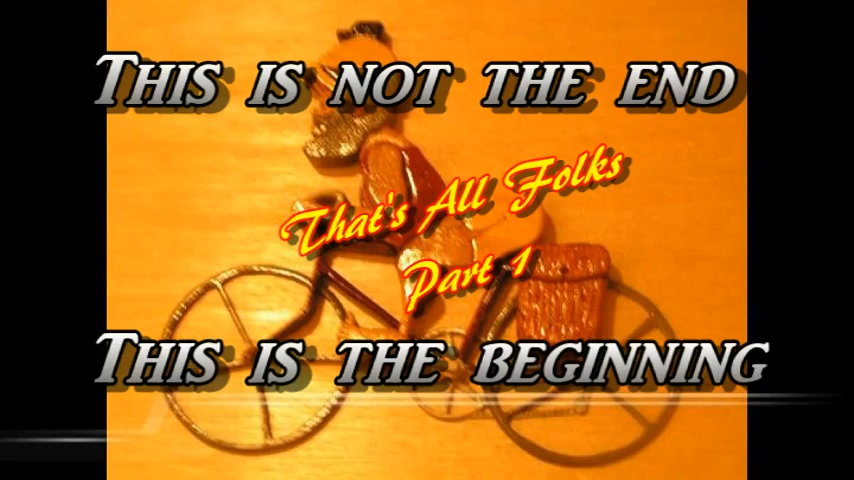 This is not the end
That's All Folks
Part 1
This is the beginning